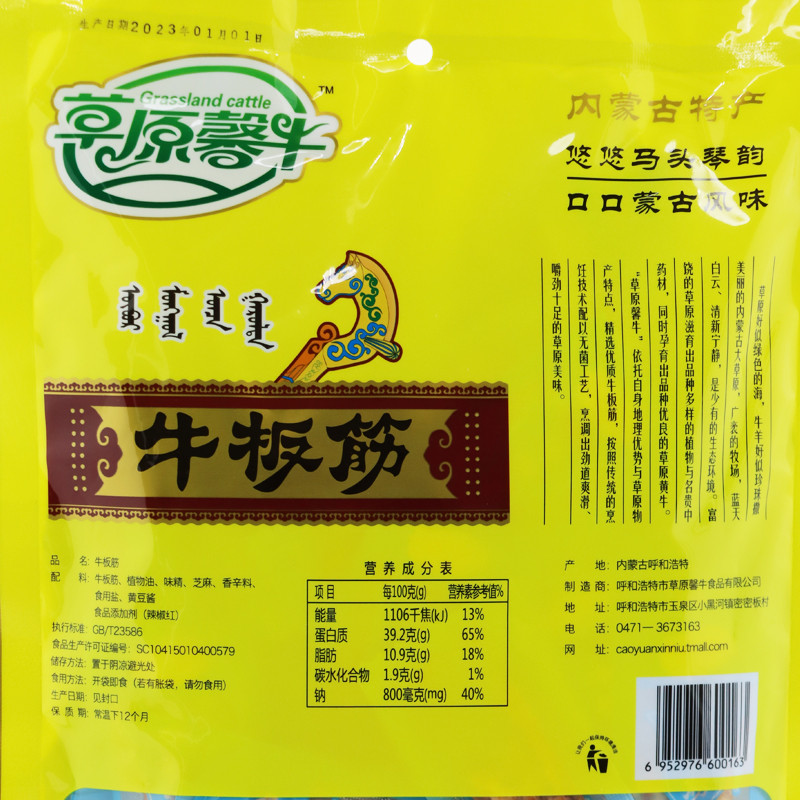 生产日期2023年01月01日
Grassland cattle
草原馨牛
TM
内蒙古特产
悠悠马头琴韵
口口蒙古风味
草原好似绿色的海，牛羊好似珍珠撒
美丽的内蒙古大草原，广袤的牧场，蓝天
白云、清新宁静，是少有的生态环境。富
饶的草原滋育出品种多样的植物与名贵中
药材，同时孕育出品种优良的草原黄牛。
“草原馨牛”依托自身地理优势与草原物
产特点，精选优质牛板筋，按照传统的烹
饪技术配以无菌工艺，烹调出劲道爽滑、
嚼劲十足的草原美味。
牛板筋
品 名：牛板筋
配 料：牛板筋、植物油、味精、芝麻、香辛料、
食用盐、黄豆酱
食品添加剂（辣椒红）
执行标准：GB/T23586
食品生产许可证编号：SC10415010400579
储存方法：置于阴凉避光处
食用方法：开袋即食（若有胀袋，请勿食用）
生产日期：见封口
保 质 期：常温下12个月
营养成分表
项目 每100克(g) 营养素参考值%
能量 1106千焦(kJ) 13%
蛋白质 39.2克(g) 65%
脂肪 10.9克(g) 18%
碳水化合物 1.9克(g) 1%
钠 800毫克(mg) 40%
产 地：内蒙古呼和浩特
制 造 商：呼和浩特市草原馨牛食品有限公司
地 址：呼和浩特市玉泉区小黑河镇密密板村
电 话：0471—3673163
网 址：caoyuanxinniu.tmall.com
6 952976 600163